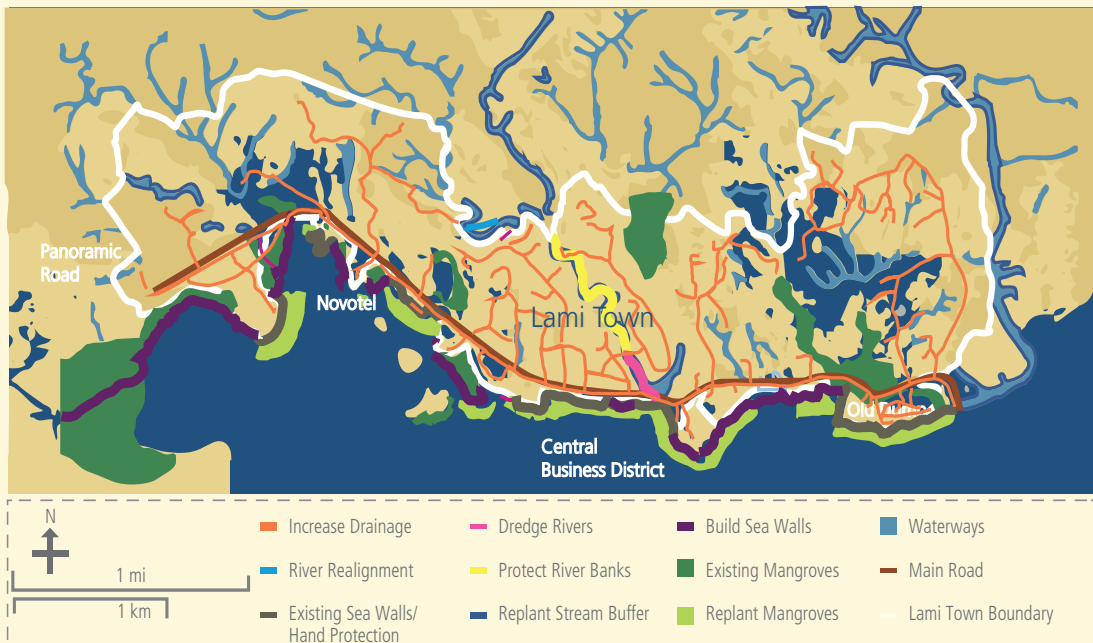 Panoramic
Road
Novotel
Lami Town
Central
Business District
Old Dump
N
1 mi
1 km
Increase Drainage
River Realignment
Existing Sea Walls/
Hand Protection
Dredge Rivers
Protect River Banks
Replant Stream Buffer
Build Sea Walls
Existing Mangroves
Replant Mangroves
Waterways
Main Road
Lami Town Boundary